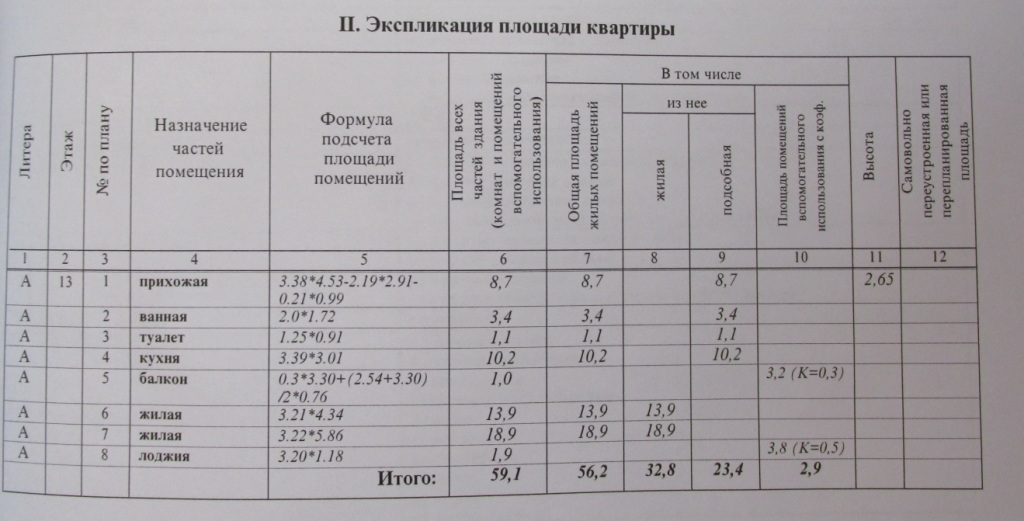 II. Экспликация площади квартиры
Литера
Этаж
№ по плану
Назначение
частей
помещения
Формула
подсчета
площади
помещений
Площадь всех
частей здания
(комнат и помещений
вспомогательного
использования)
В том числе
Общая площадь
жилых помещений
из нее
жилая
подсобная
Площадь помещений
вспомогательного
использования с коэф.
Высота
Самовольно
переустроенная или
перепланированная
площадь
1 2 3 4 5 6 7 8 9 10 11 12
А 13 1 прихожая 3.38*4.53-2.19*2.91- 8,7 8,7 8,7 2,65
0.21*0.99
А 2 ванная 2.0*1.72 3,4 3,4 3,4
А 3 туалет 1.25*0.91 1,1 1,1 1,1
А 4 кухня 3.39*3.01 10,2 10,2 10,2
А 5 балкон 0.3*3.30+(2.54+3.30) 1,0 3,2 (К=0,3)
/2*0.76
А 6 жилая 3.21*4.34 13,9 13,9 13,9
А 7 жилая 3.22*5.86 18,9 18,9 18,9
А 8 лоджия 3.20*1.18 1,9 3,8 (К=0,5)
Итого: 59,1 56,2 32,8 23,4 2,9